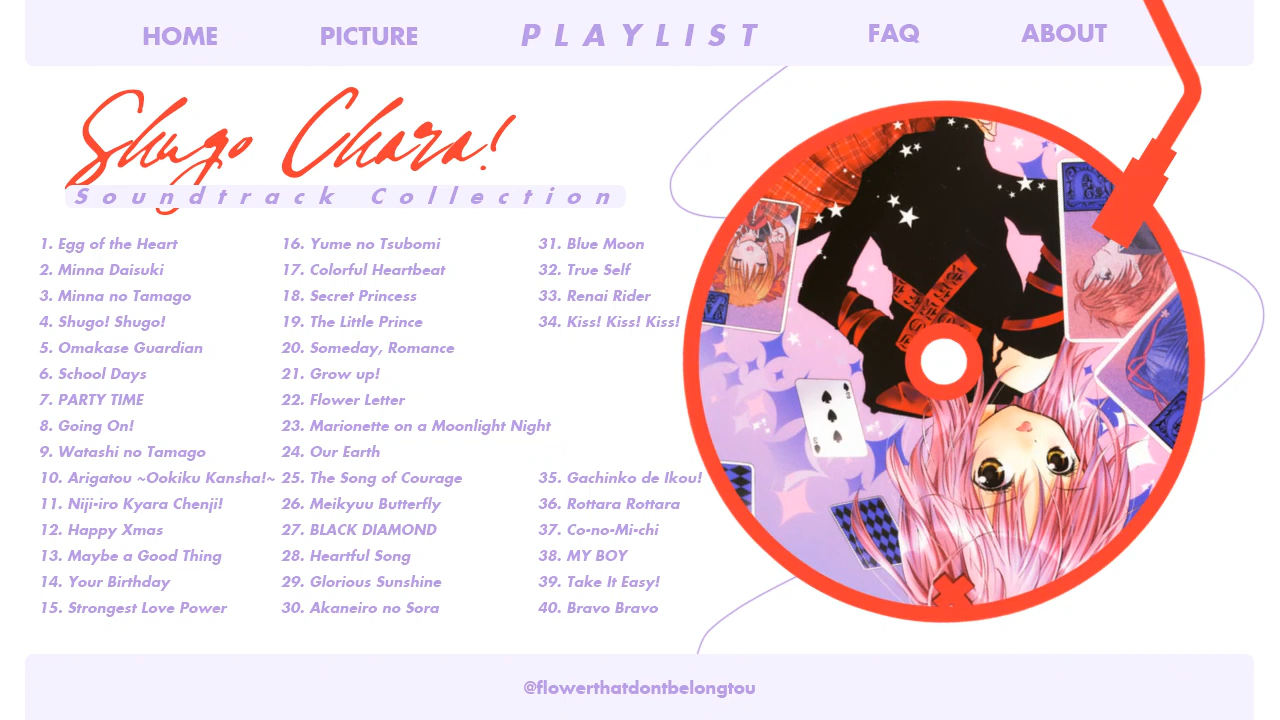 HOME PICTURE PLAYLIST FAQ ABOUT
Shugo Chara!
Soundtrack Collection
1. Egg of the Heart
2. Minna Daisuki
3. Minna no Tamago
4. Shugo! Shugo!
5. Omakase Guardian
6. School Days
7. PARTY TIME
8. Going On!
9. Watashi no Tamago
10. Arigatou ~Ookiku Kansha!~
11. Niji-iro Kyara Chenji!
12. Happy Xmas
13. Maybe a Good Thing
14. Your Birthday
15. Strongest Love Power
16. Yume no Tsubomi
17. Colorful Heartbeat
18. Secret Princess
19. The Little Prince
20. Someday, Romance
21. Grow up!
22. Flower Letter
23. Marionette on a Moonlight Night
24. Our Earth
25. The Song of Courage
26. Meikyuu Butterfly
27. BLACK DIAMOND
28. Heartful Song
29. Glorious Sunshine
30. Akaneiro no Sora
31. Blue Moon
32. True Self
33. Renai Rider
34. Kiss! Kiss! Kiss!
35. Gachinko de Ikou!
36. Rottara Rottara
37. Co-no-Mi-chi
38. MY BOY
39. Take It Easy!
40. Bravo Bravo
@flowerthatdontbelongtou